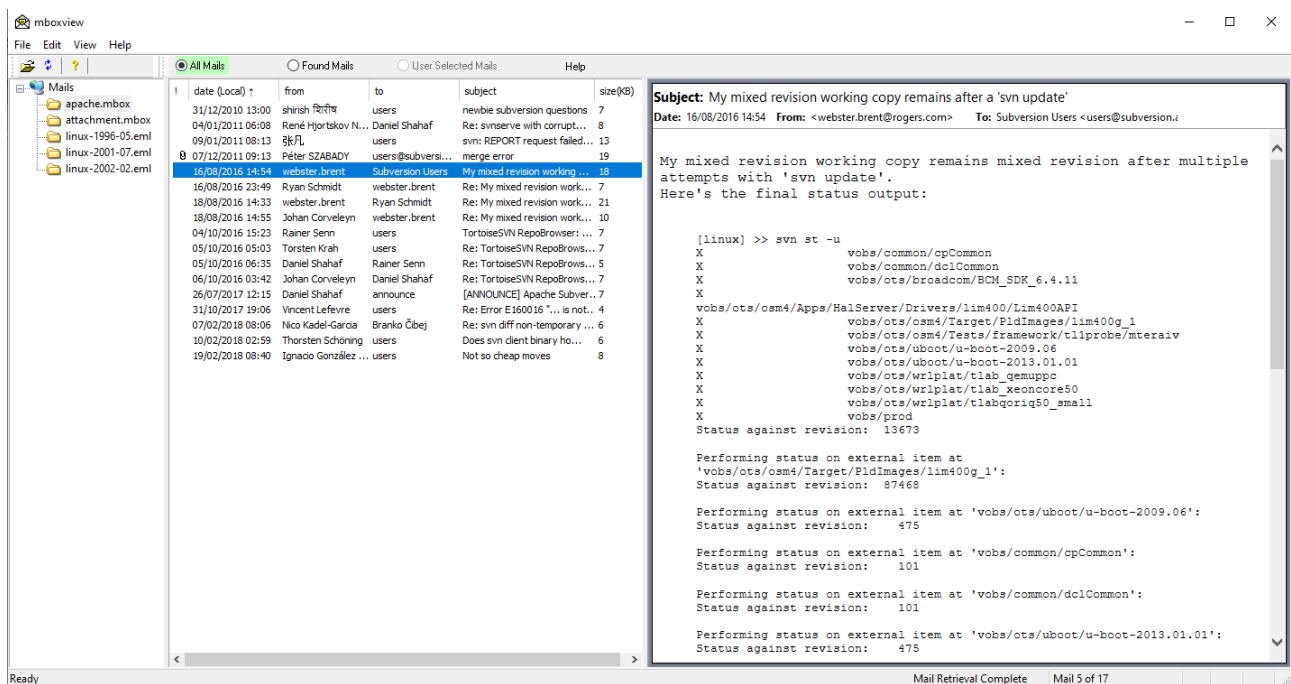 mboxview
File Edit View Help
All Mails Found Mails User Selected Mails Help
Mails
apache.mbox
attachment.mbox
linux-1996-05.eml
linux-2001-07.eml
linux-2002-02.eml
! date (Local) ↑ from to subject size(KB)
31/12/2010 13:00 shirish शिरीष users newbie subversion questions 7
04/01/2011 06:08 René Hjortskov N... Daniel Shahaf Re: svnserve with corrupt... 8
09/01/2011 08:13 张凡 users svn: REPORT request failed... 13
07/12/2011 09:13 Péter SZABADY users@subversi... merge error 19
16/08/2016 14:54 webster.brent Subversion Users My mixed revision working ... 18
16/08/2016 23:49 Ryan Schmidt webster.brent Re: My mixed revision work... 7
18/08/2016 14:33 webster.brent Ryan Schmidt Re: My mixed revision work... 21
18/08/2016 14:55 Johan Corveleyn webster.brent Re: My mixed revision work... 10
04/10/2016 15:23 Rainer Senn users TortoiseSVN RepoBrowser: ... 7
05/10/2016 05:03 Torsten Krah users Re: TortoiseSVN RepoBrows... 7
05/10/2016 06:35 Daniel Shahaf Rainer Senn Re: TortoiseSVN RepoBrows... 5
06/10/2016 03:42 Johan Corveleyn Daniel Shahaf Re: TortoiseSVN RepoBrows... 7
26/07/2017 12:15 Daniel Shahaf announce [ANNOUNCE] Apache Subver.. 7
31/10/2017 19:06 Vincent Lefevre users Re: Error E160016 "... is not.. 4
07/02/2018 08:06 Nico Kadel-Garcia Branko Čibej Re: svn diff non-temporary ... 6
10/02/2018 02:59 Thorsten Schöning users Does svn client binary ho... 6
19/02/2018 08:40 Ignacio González ... users Not so cheap moves 8
Subject: My mixed revision working copy remains after a 'svn update'
Date: 16/08/2016 14:54 From: <webster.brent@rogers.com> To: Subversion Users <users@subversion.a
My mixed revision working copy remains mixed revision after multiple
attempts with 'svn update'.
Here's the final status output:
[linux] >> svn st -u
X vobs/common/cpCommon
X vobs/common/dclCommon
X vobs/ots/broadcom/BCM_SDK_6.4.11
X
vobs/ots/osm4/Apps/HalServer/Drivers/lim400/Lim400API
X vobs/ots/osm4/Target/PldImages/lim400g_1
X vobs/ots/osm4/Tests/framework/tl1probe/mteraiv
X vobs/ots/uboot/u-boot-2009.06
X vobs/ots/uboot/u-boot-2013.01.01
X vobs/ots/wrlplat/tlab_qemuppc
X vobs/ots/wrlplat/tlab_xeoncore50
X vobs/ots/wrlplat/tlabqoriq50_small
X vobs/prod
Status against revision: 13673
Performing status on external item at
'vobs/ots/osm4/Target/PldImages/lim400g_1':
Status against revision: 87468
Performing status on external item at 'vobs/ots/uboot/u-boot-2009.06':
Status against revision: 475
Performing status on external item at 'vobs/common/cpCommon':
Status against revision: 101
Performing status on external item at 'vobs/common/dclCommon':
Status against revision: 101
Performing status on external item at 'vobs/ots/uboot/u-boot-2013.01.01':
Status against revision: 475
Ready Mail Retrieval Complete Mail 5 of 17